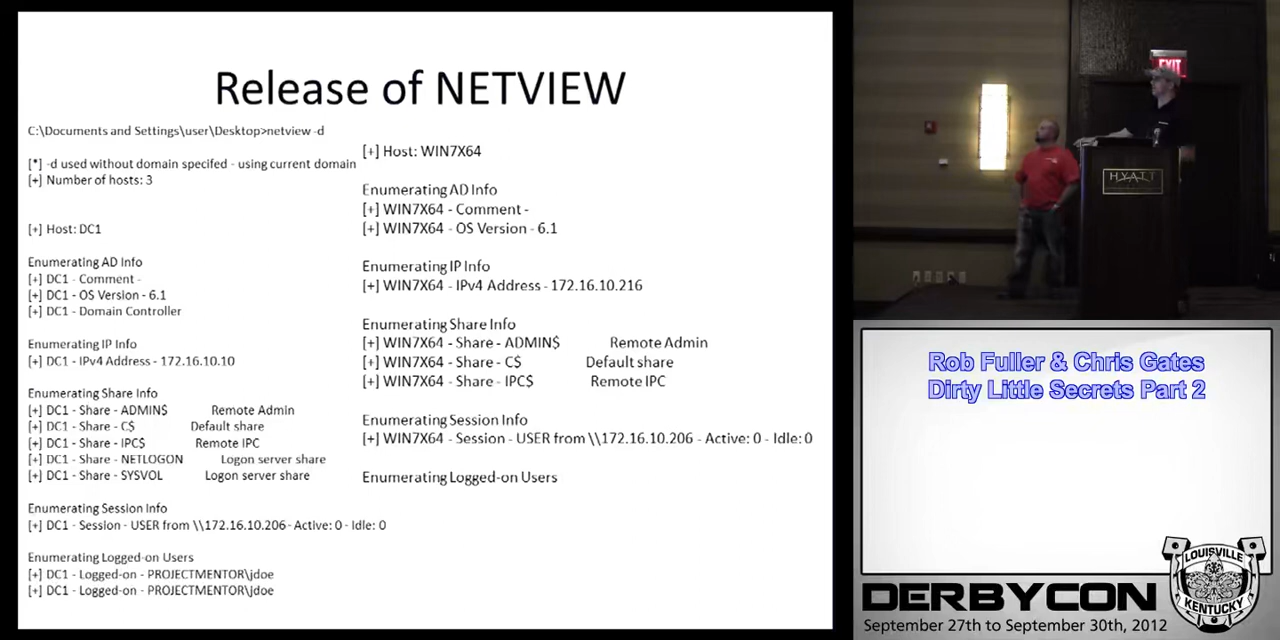 Release of NETVIEW
C:\Documents and Settings\user\Desktop>netview -d
[*] -d used without domain specifed - using current domain
[+] Number of hosts: 3
[+] Host: DC1
Enumerating AD Info
[+] DC1 - Comment -
[+] DC1 - OS Version - 6.1
[+] DC1 - Domain Controller
Enumerating IP Info
[+] DC1 - IPv4 Address - 172.16.10.10
Enumerating Share Info
[+] DC1 - Share - ADMIN$ Remote Admin
[+] DC1 - Share - C$ Default share
[+] DC1 - Share - IPC$ Remote IPC
[+] DC1 - Share - NETLOGON Logon server share
[+] DC1 - Share - SYSVOL Logon server share
Enumerating Session Info
[+] DC1 - Session - USER from \\172.16.10.206 - Active: 0 - Idle: 0
Enumerating Logged-on Users
[+] DC1 - Logged-on - PROJECTMENTOR\jdoe
[+] DC1 - Logged-on - PROJECTMENTOR\jdoe
[+] Host: WIN7X64
Enumerating AD Info
[+] WIN7X64 - Comment -
[+] WIN7X64 - OS Version - 6.1
Enumerating IP Info
[+] WIN7X64 - IPv4 Address - 172.16.10.216
Enumerating Share Info
[+] WIN7X64 - Share - ADMIN$ Remote Admin
[+] WIN7X64 - Share - C$ Default share
[+] WIN7X64 - Share - IPC$ Remote IPC
Enumerating Session Info
[+] WIN7X64 - Session - USER from \\172.16.10.206 - Active: 0 - Idle: 0
Enumerating Logged-on Users
EXIT
HYATT
Rob Fuller & Chris Gates
Dirty Little Secrets Part 2
LOUISVILLE
KENTUCKY
DERBYCON
September 27th to September 30th, 2012